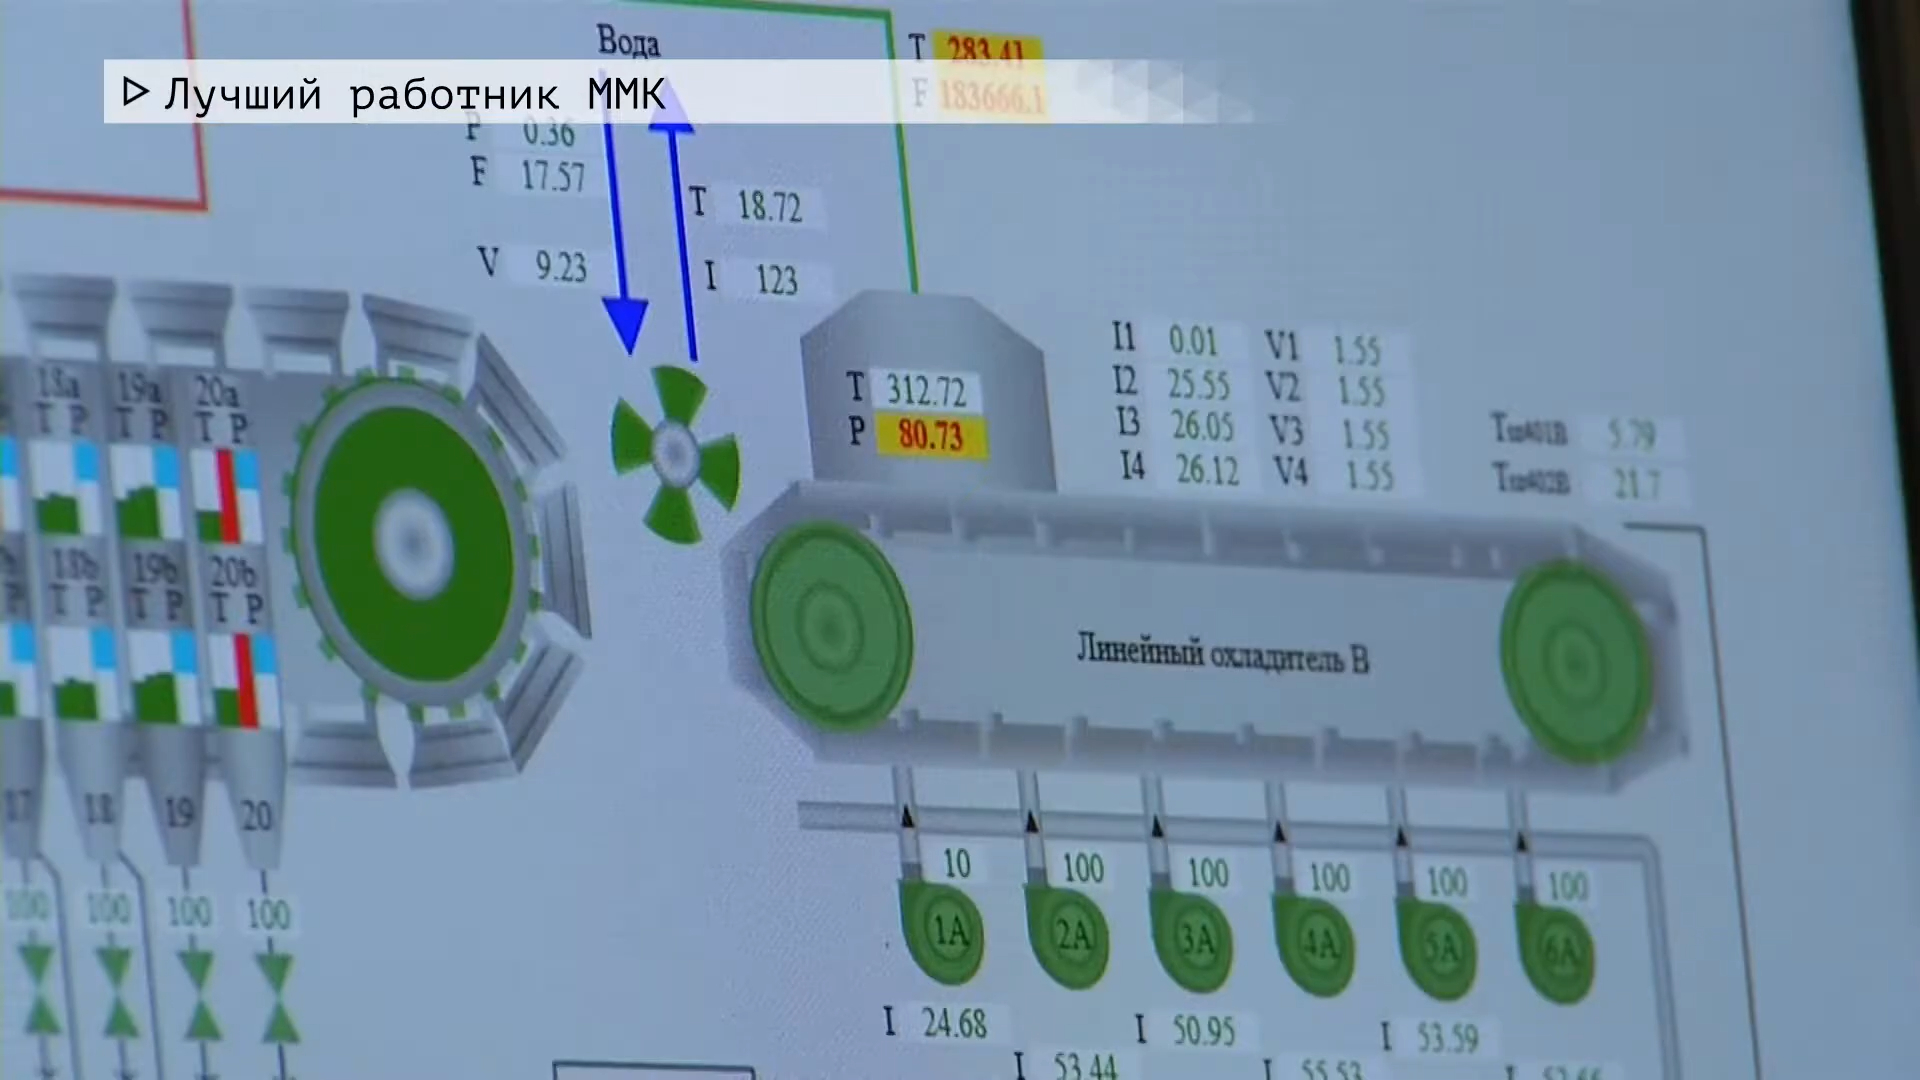 Вода
T 283.41
▷ Лучший работник ММК
F 183666.1
P 0.36
F 17.57
T 18.72
V 9.23
I 123
I1 0.01 V1 1.55
I2 25.55 V2 1.55
I3 26.05 V3 1.55
I4 26.12 V4 1.55
T 312.72
P 80.73
5.79
21.7
18a 19a 20a
T P T P T P
18b 19b 20b
T P T P T P
Линейный охладитель В
17 18 19 20
10 100 100 100 100 100
100 100 100 100
1A 2A 3A 4A 5A 6A
I 24.68 I 50.95 I 53.59
I 53.44 I 55.53